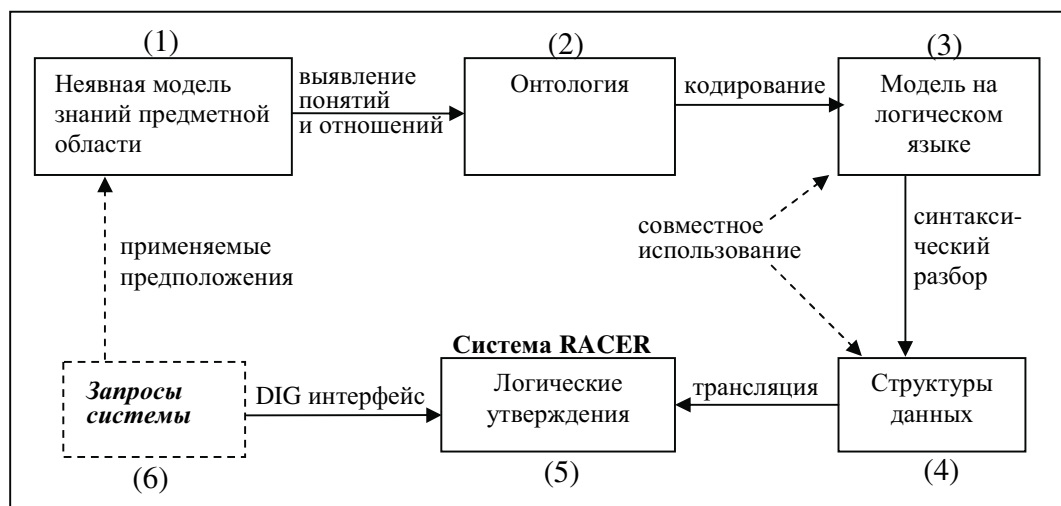 (1)
(2)
(3)
Неявная модель
знаний предметной
области
выявление
понятий
и отношений
Онтология
кодирование
Модель на
логическом
языке
применяемые
предположения
совместное
использование
синтакси-
ческий
разбор
Система RACER
Запросы
системы
DIG интерфейс
Логические
утверждения
трансляция
Структуры
данных
(6)
(5)
(4)